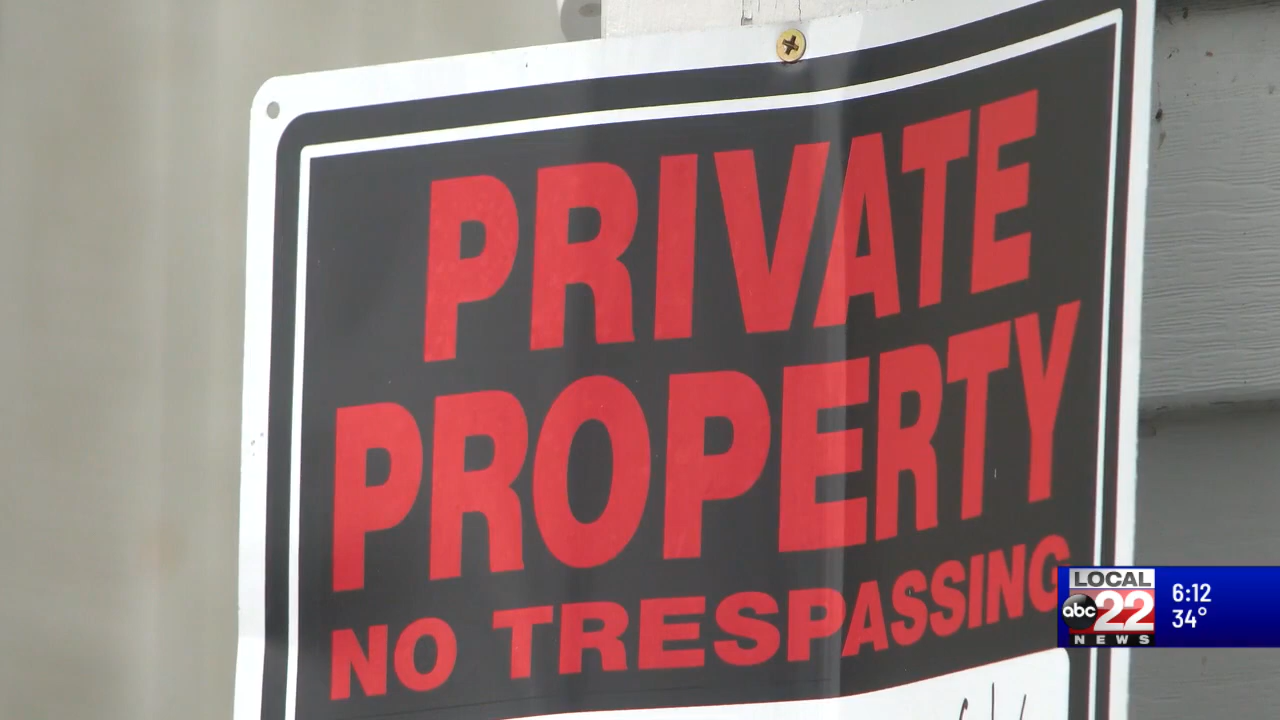 PRIVATE
PROPERTY
NO TRESPASSING
LOCAL
abc 22
NEWS
6:12
34°